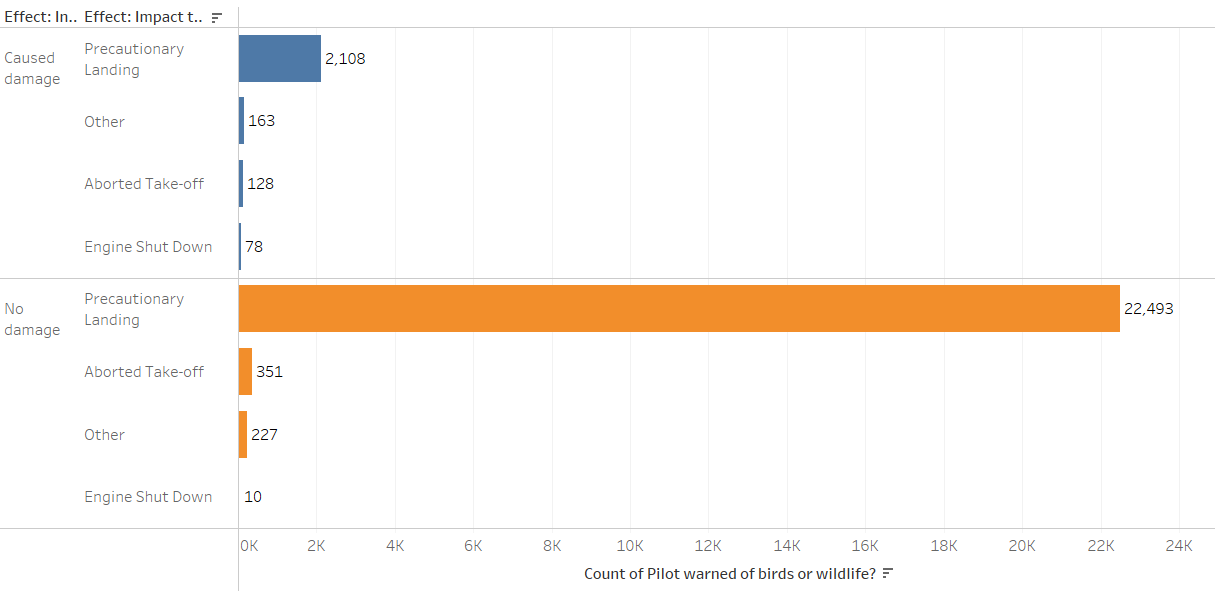 Effect: In.. Effect: Impact t..
Caused
damage
Precautionary
Landing
2,108
Other
163
Aborted Take-off
128
Engine Shut Down
78
No
damage
Precautionary
Landing
22,493
Aborted Take-off
351
Other
227
Engine Shut Down
10
0K 2K 4K 6K 8K 10K 12K 14K 16K 18K 20K 22K 24K
Count of Pilot warned of birds or wildlife?